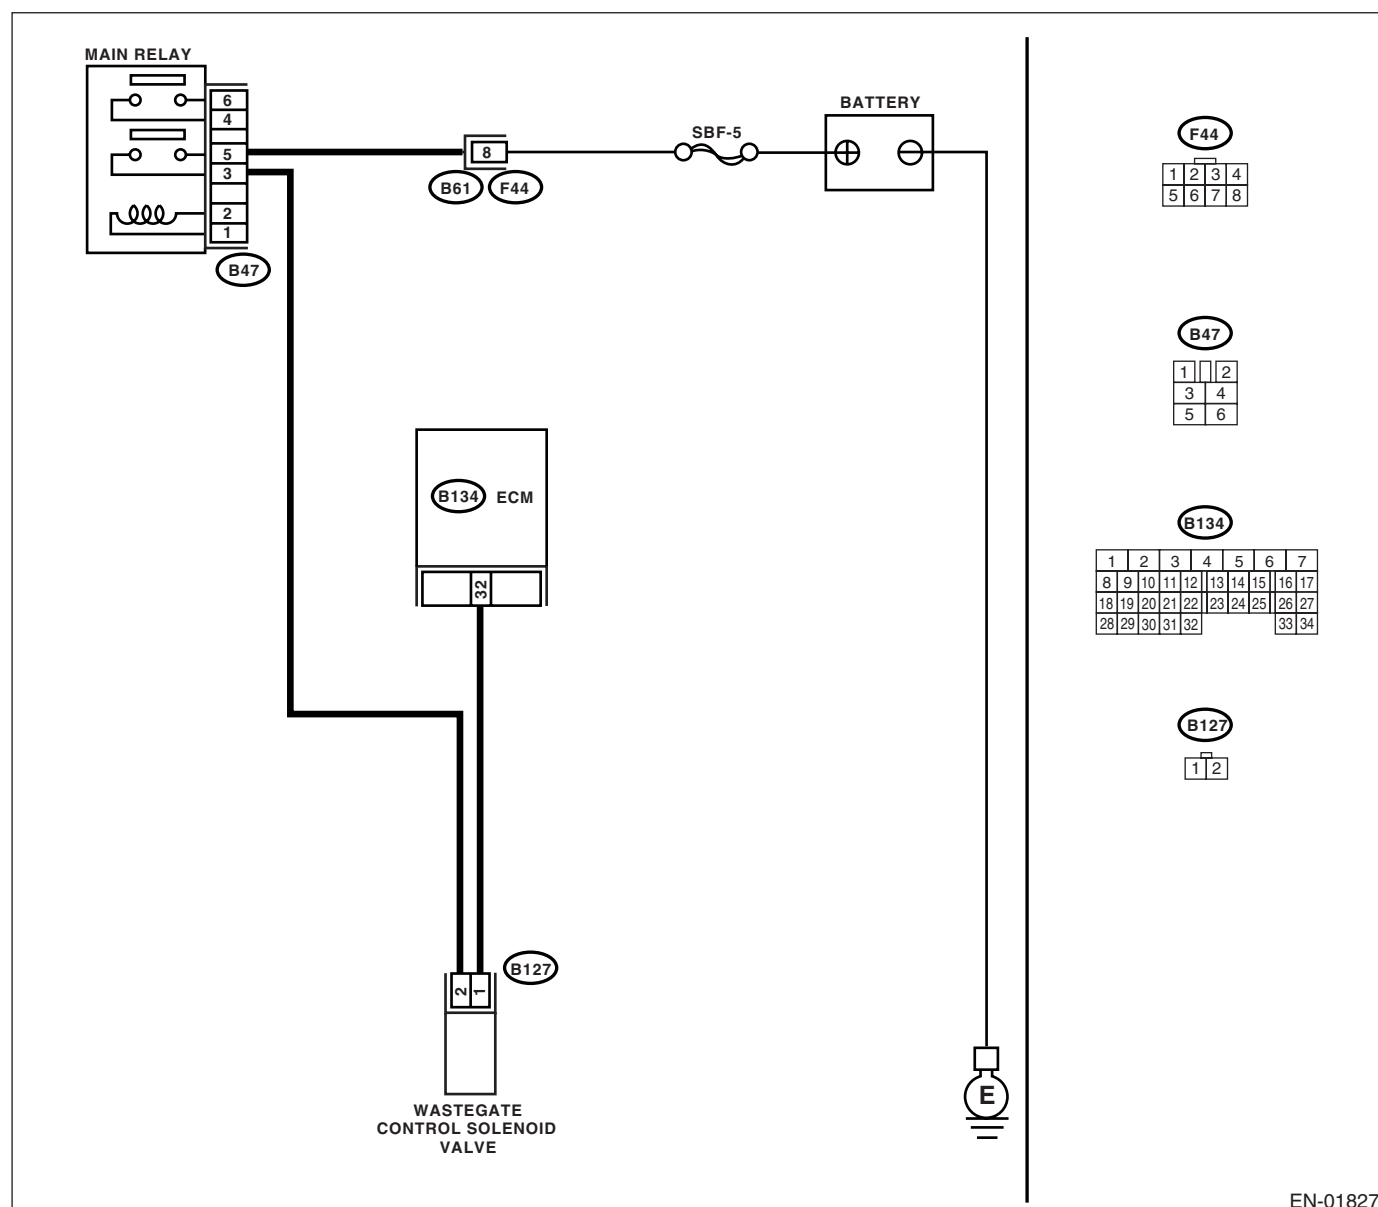 MAIN RELAY
6
4
5
3
2
1
B47
8
B61 F44
SBF-5
BATTERY
B134 ECM
32
2 1
B127
WASTEGATE
CONTROL SOLENOID
VALVE
E
F44
1 2 3 4
5 6 7 8
B47
1 2
3 4
5 6
B134
1 2 3 4 5 6 7
8 9 10 11 12 13 14 15 16 17
18 19 20 21 22 23 24 25 26 27
28 29 30 31 32 33 34
B127
1 2
EN-01827